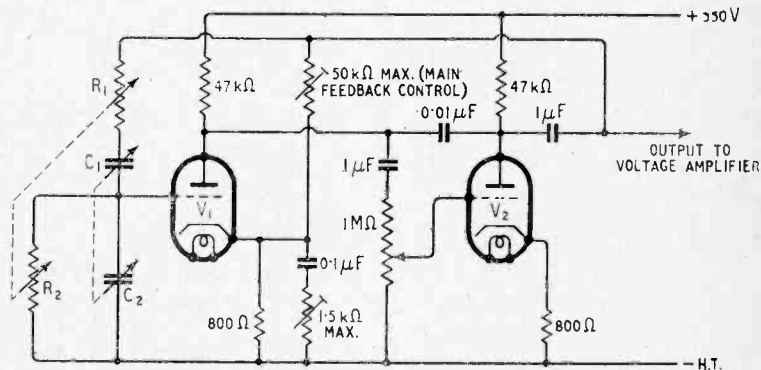 + 350V
R1
47kΩ
50kΩ MAX. (MAIN
FEEDBACK CONTROL)
47kΩ
0·01μF
1μF
OUTPUT TO
VOLTAGE AMPLIFIER
C1
·1μF
V1
V2
1MΩ
R2
C2
0·1μF
800Ω
1·5kΩ
MAX.
800Ω
-H.T.